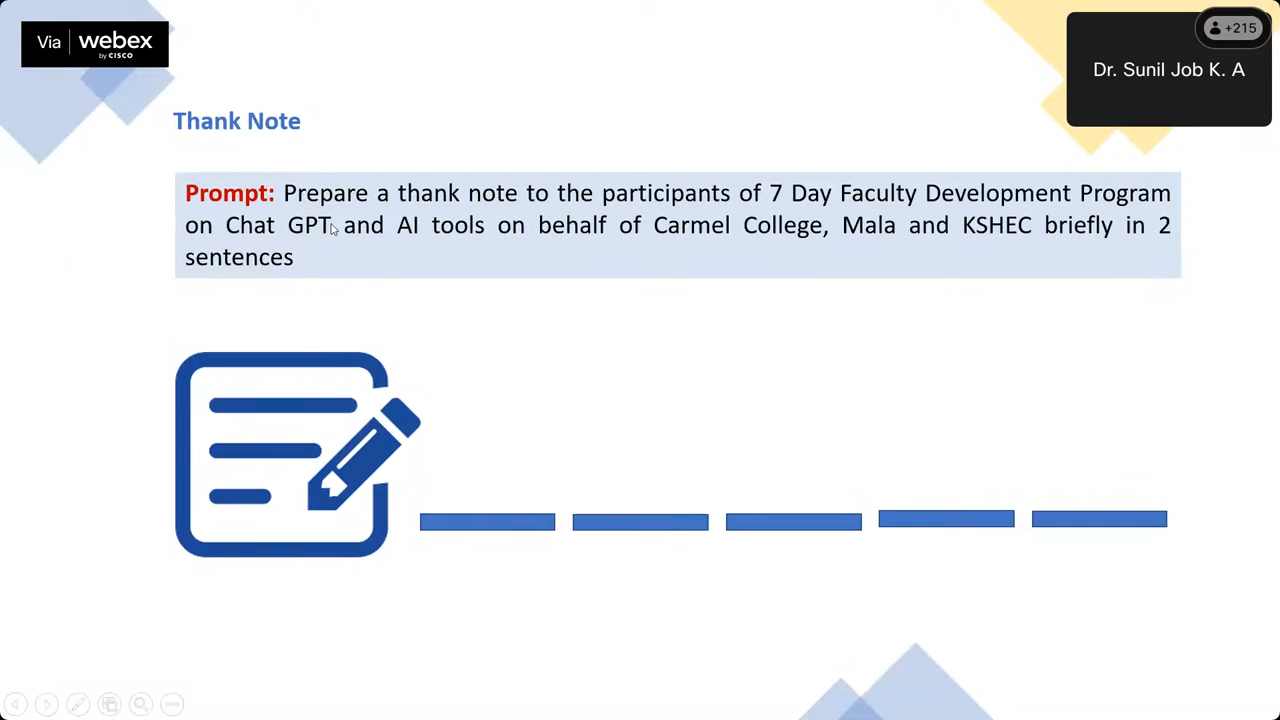 Via webex
by CISCO
+215
Dr. Sunil Job K. A
Thank Note
Prompt: Prepare a thank note to the participants of 7 Day Faculty Development Program
on Chat GPT and AI tools on behalf of Carmel College, Mala and KSHEC briefly in 2
sentences